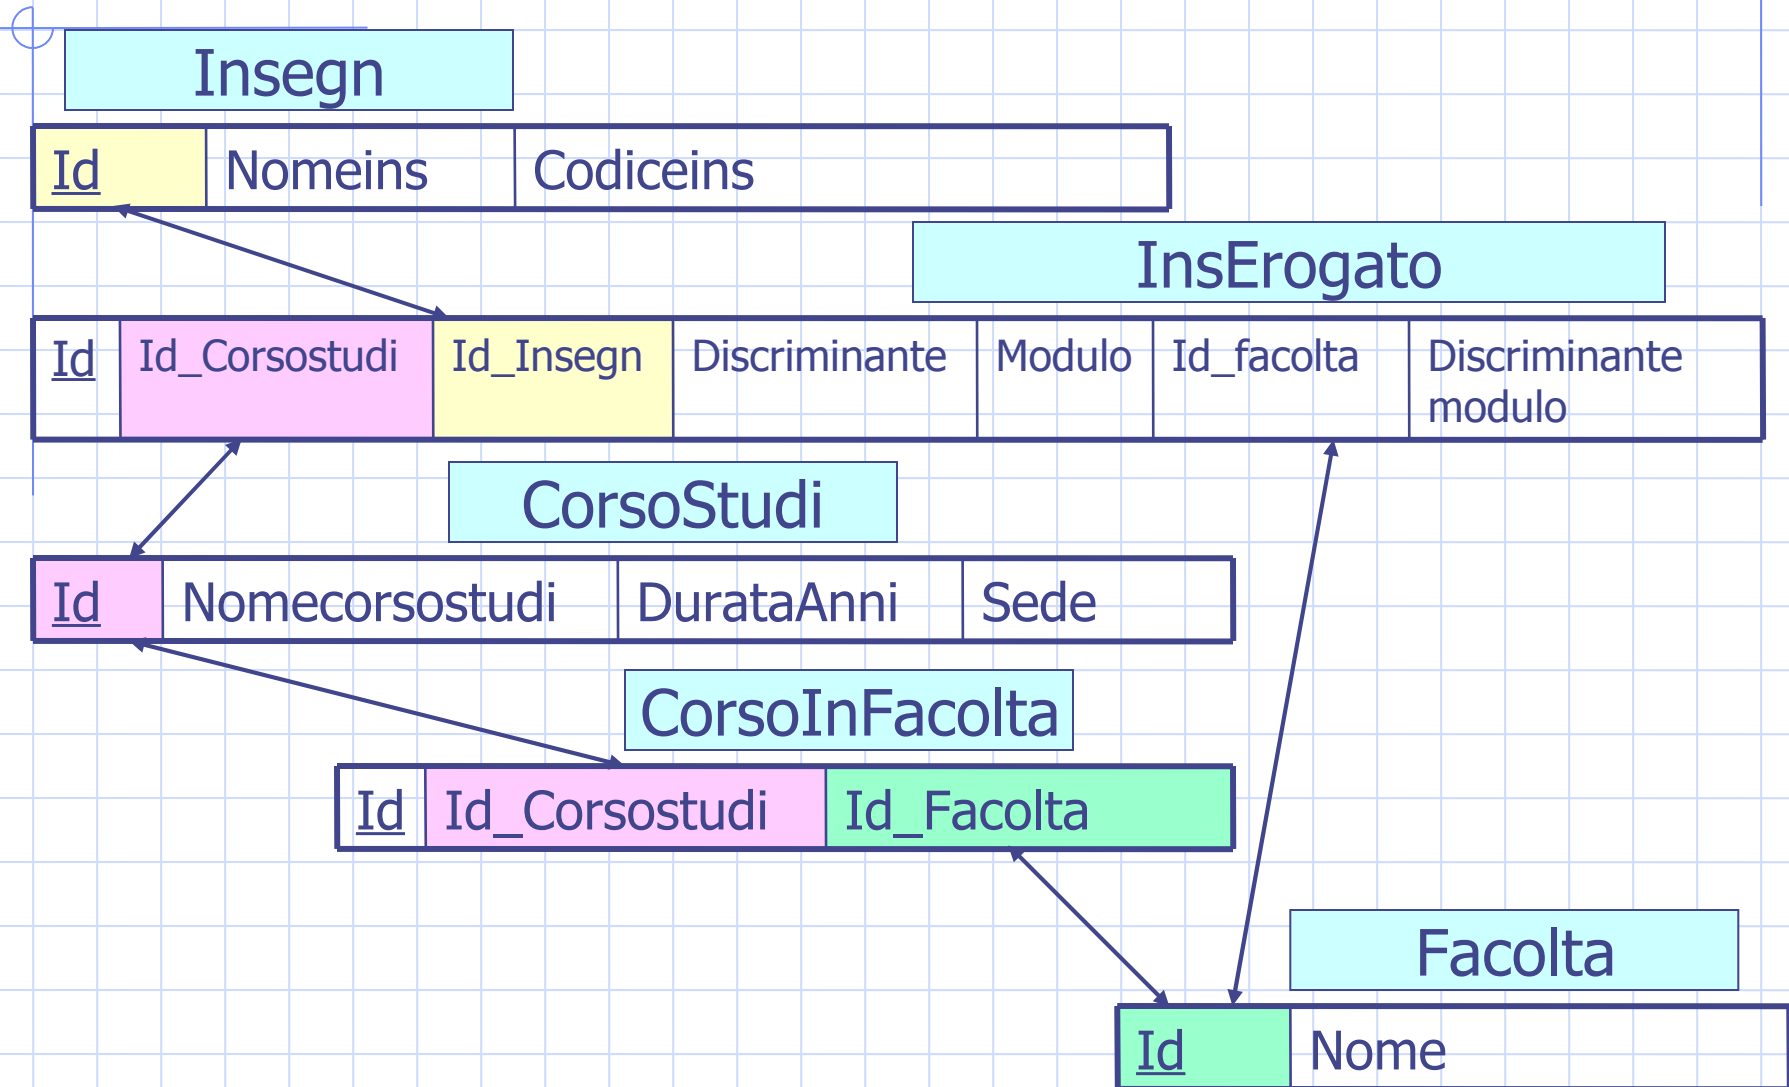 Insegn
Id Nomeins Codiceins
InsErogato
Id Id_Corsostudi Id_Insegn Discriminante Modulo Id_facolta Discriminante
modulo
CorsoStudi
Id Nomecorsostudi DurataAnni Sede
CorsoInFacolta
Id Id_Corsostudi Id_Facolta
Facolta
Id Nome